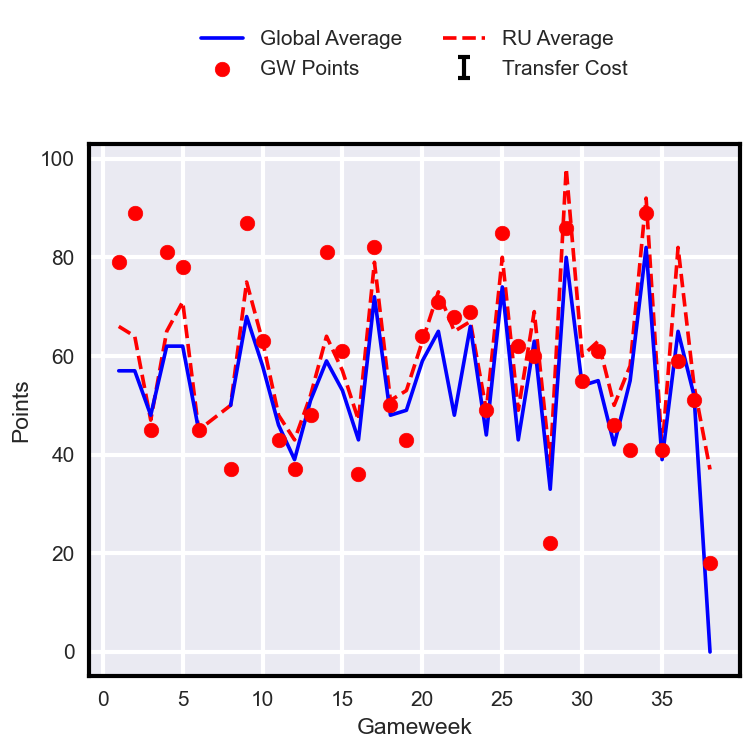 Global Average
RU Average
GW Points
Transfer Cost
100
80
60
40
20
0
Points
0 5 10 15 20 25 30 35
Gameweek